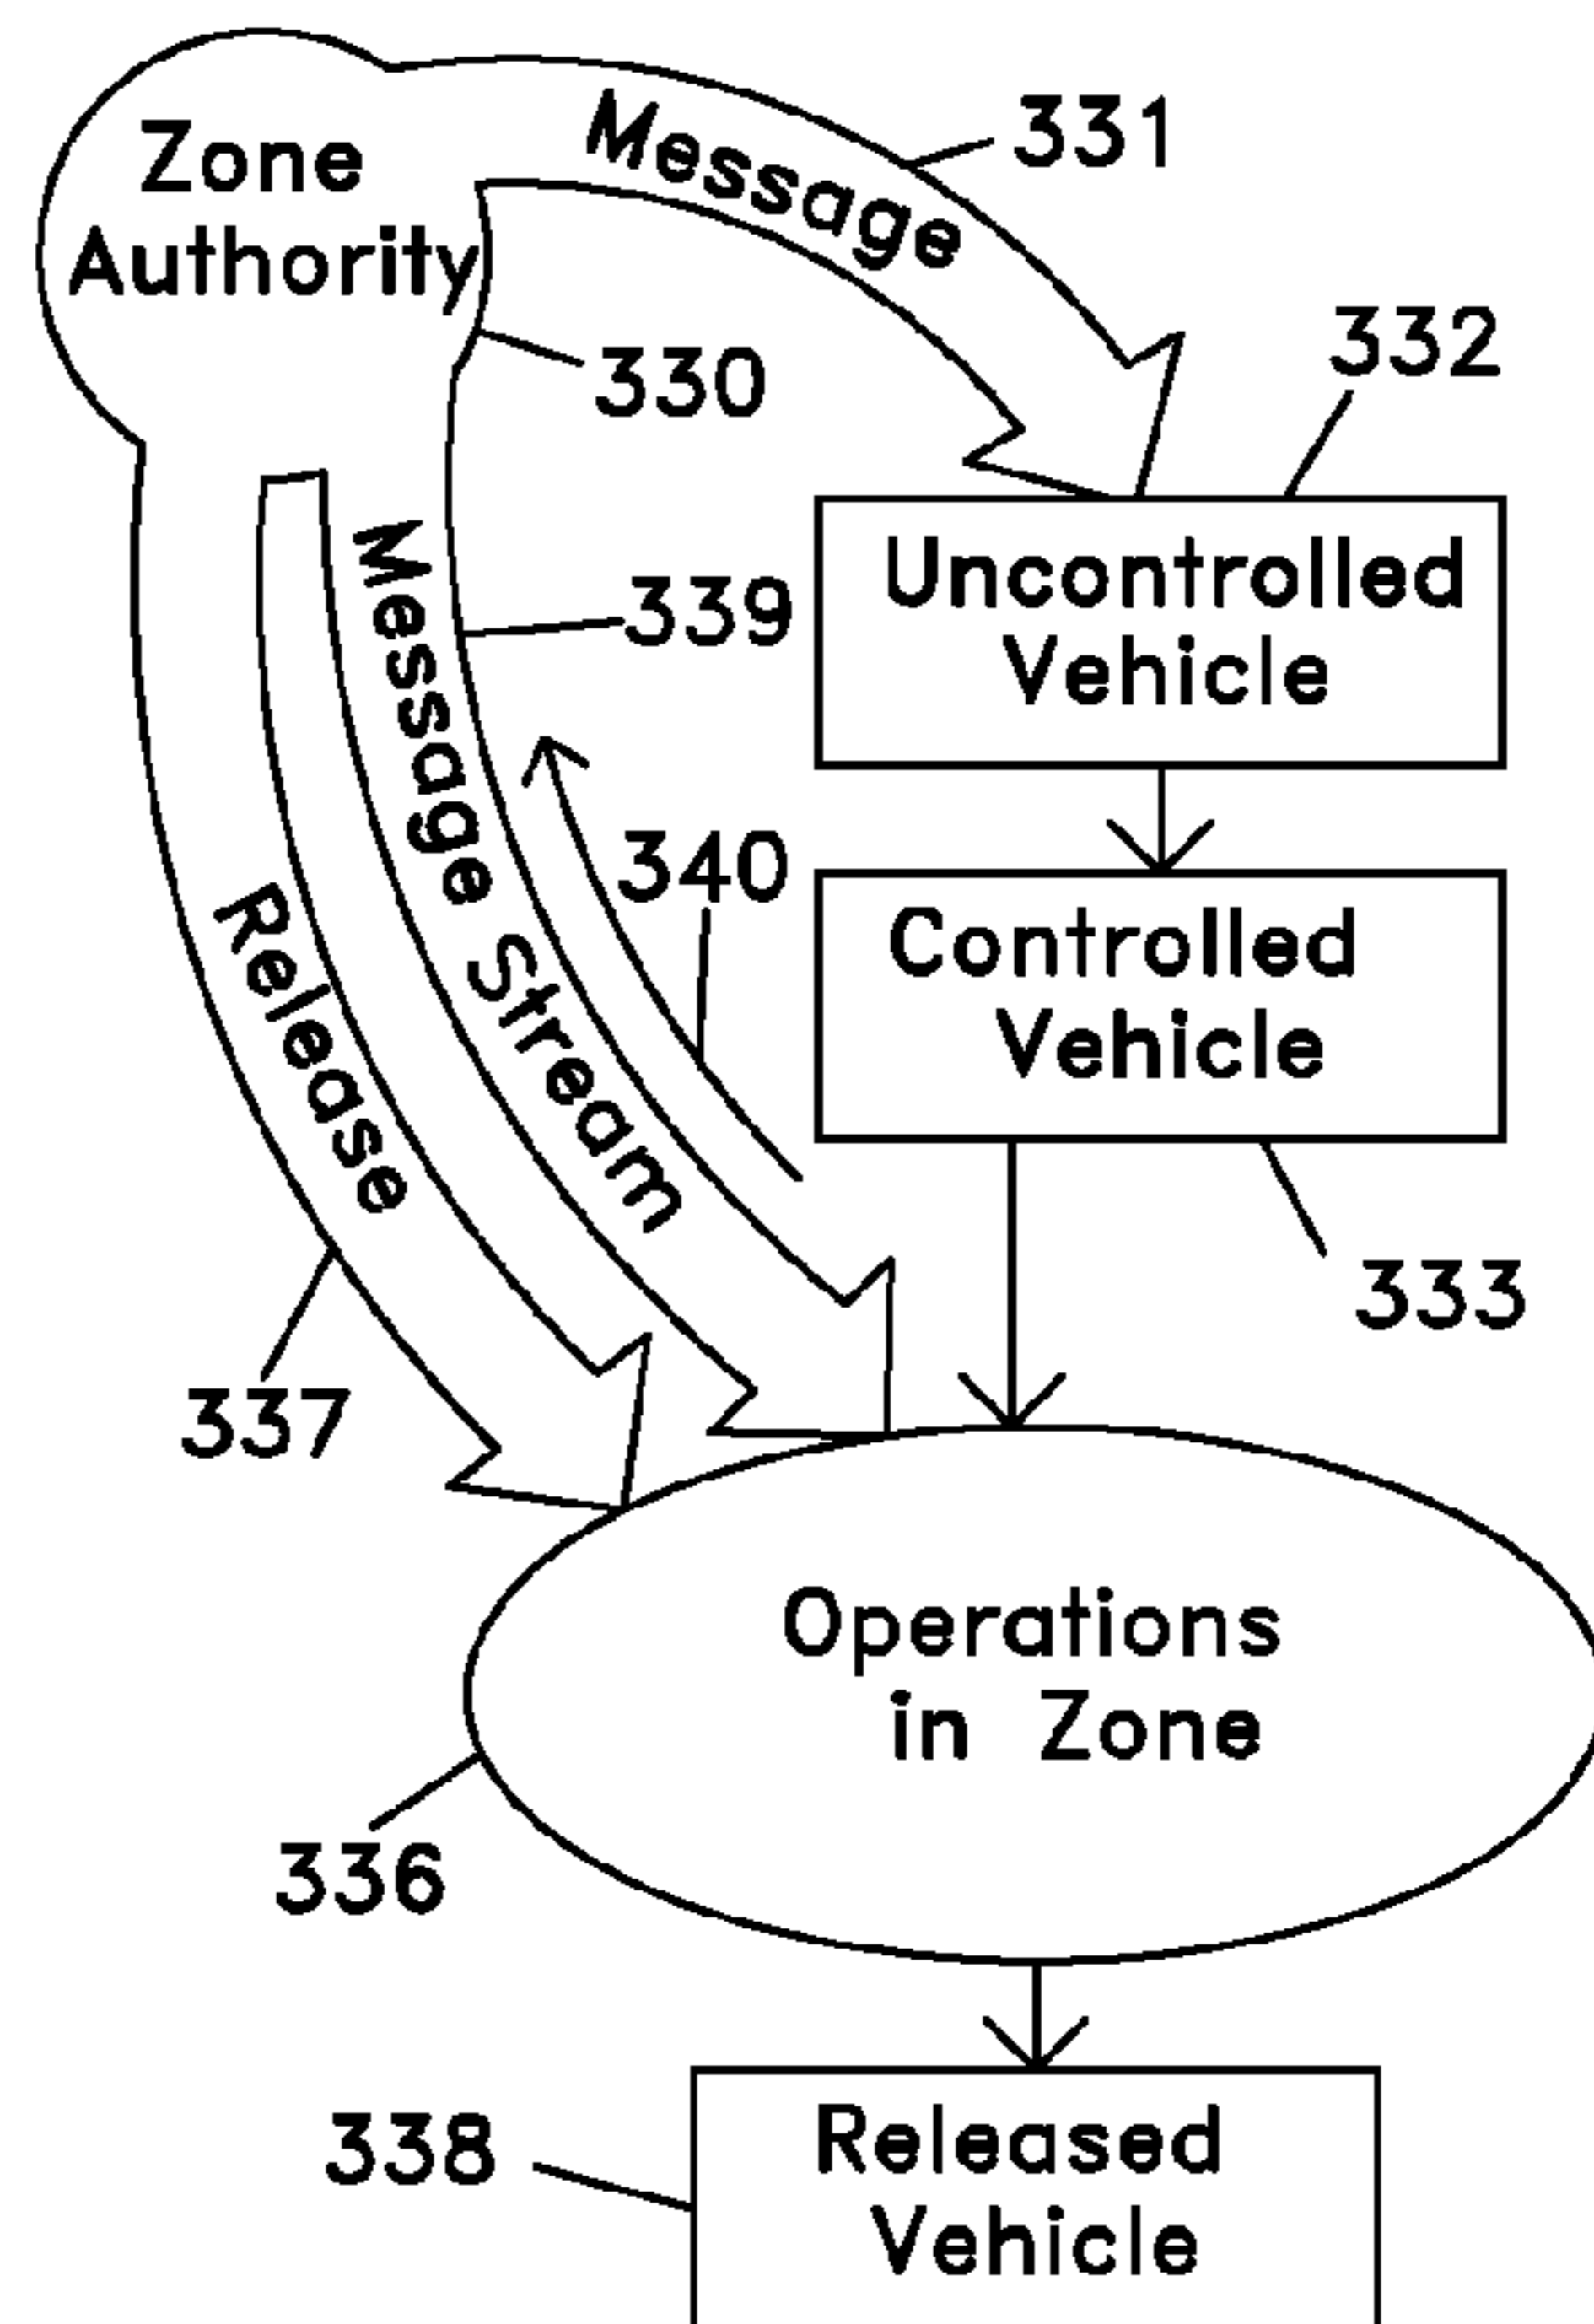 Zone
Authority
Message
331
330
332
Uncontrolled
Vehicle
339
Message Stream
340
Controlled
Vehicle
Release
333
337
Operations
in Zone
336
338
Released
Vehicle